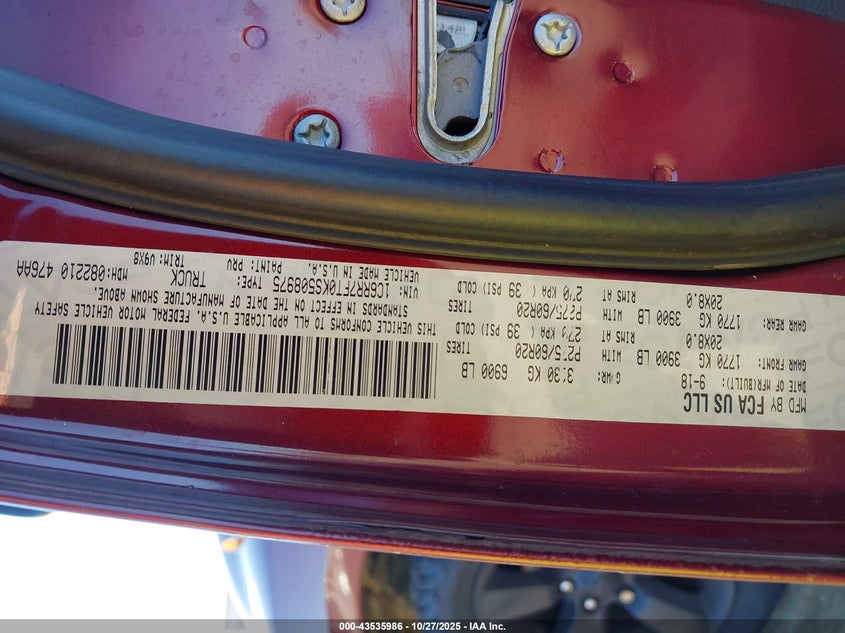 MFD BY FCA US LLC
DATE OF MFR(BUILT): 9-18 GVWR: 3130 KG 6900 LB
GAWR FRONT: 1770 KG 3900 LB WITH P275/60R20 TIRES
20X8.0 RIMS AT 270 KPA ( 39 PSI) COLD
GAWR REAR: 1770 KG 3900 LB WITH P275/60R20 TIRES
20X8.0 RIMS AT 270 KPA ( 39 PSI) COLD
THIS VEHICLE CONFORMS TO ALL APPLICABLE U.S.A. FEDERAL MOTOR VEHICLE SAFETY
STANDARDS IN EFFECT ON THE DATE OF MANUFACTURE SHOWN ABOVE.
VIN: 1C6RR7FT0KS508975 TYPE: TRUCK MDH:082210 476AA
VEHICLE MADE IN U.S.A. PAINT: PRV TRIM: V9X8
000-43535986 - 10/27/2025 - IAA Inc.